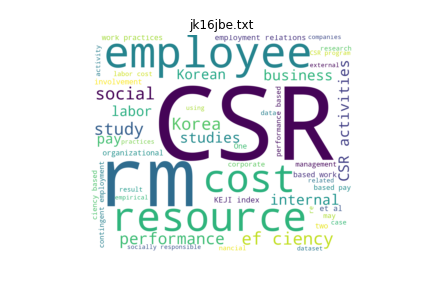 jk16jbe.txt
work practices
employment relations
companies
employee
research
activity
Korean
CSR program
labor cost
business
external
involvement
social
CSR
CSR activities
performance based
labor
Korea
data
study
studies
using
One
pay
practices
management
organizational
corporate
rm
cost
based work
related
ciency based
contingent employment
result
based pay
empirical
KEJI index
internal
resource
re
et al
may
two
case
performance
ef ciency
socially responsible
nancial
dataset